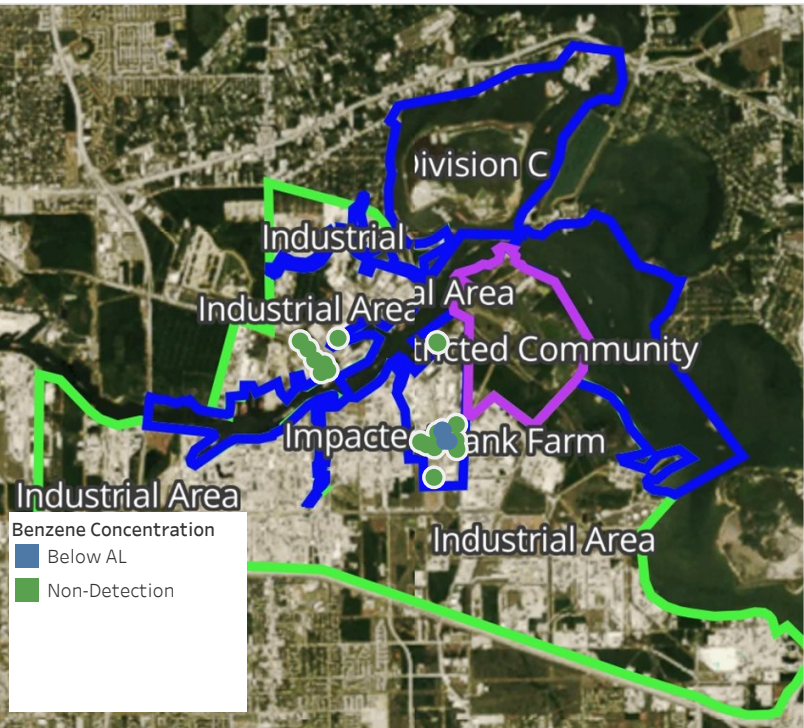 Division C
Industrial
al Area
Industrial Area
tricted Community
Impacte
ank Farm
Industrial Area
Industrial Area
Benzene Concentration
Below AL
Non-Detection